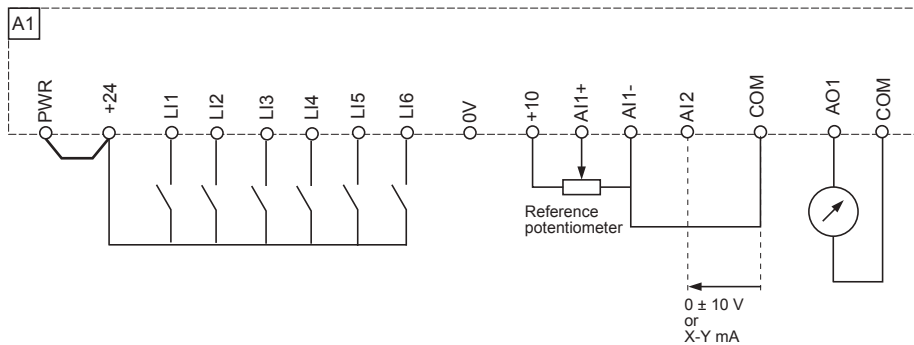 A1
PWR
+24
LI1
LI2
LI3
LI4
LI5
LI6
0V
+10
AI1+
AI1-
AI2
COM
AO1
COM
Reference
potentiometer
0 ± 10 V
or
X-Y mA